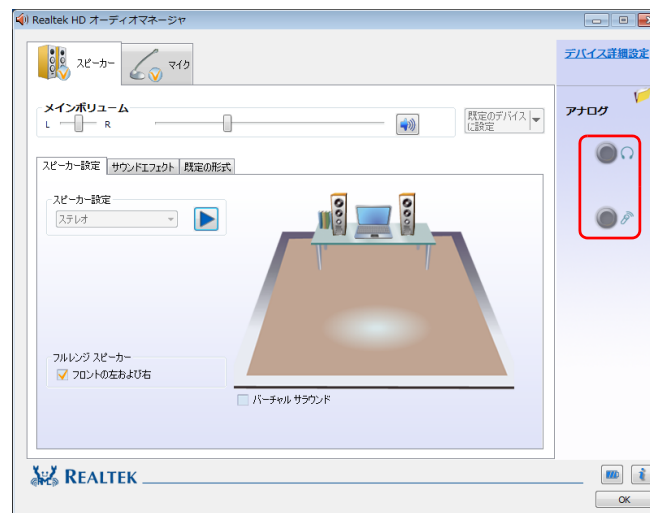 Realtek HD オーディオマネージャ
スピーカー
マイク
デバイス詳細設定
メインボリューム
L
R
既定のデバイス
に設定
アナログ
スピーカー設定
サウンドエフェクト
既定の形式
スピーカー設定
ステレオ
フルレンジ スピーカー
フロントの左および右
バーチャル サラウンド
REALTEK
OK